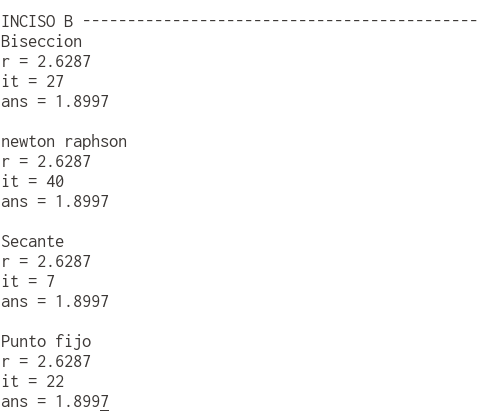 INCISO B --------------------------------------------
Biseccion
r = 2.6287
it = 27
ans = 1.8997
newton raphson
r = 2.6287
it = 40
ans = 1.8997
Secante
r = 2.6287
it = 7
ans = 1.8997
Punto fijo
r = 2.6287
it = 22
ans = 1.8997